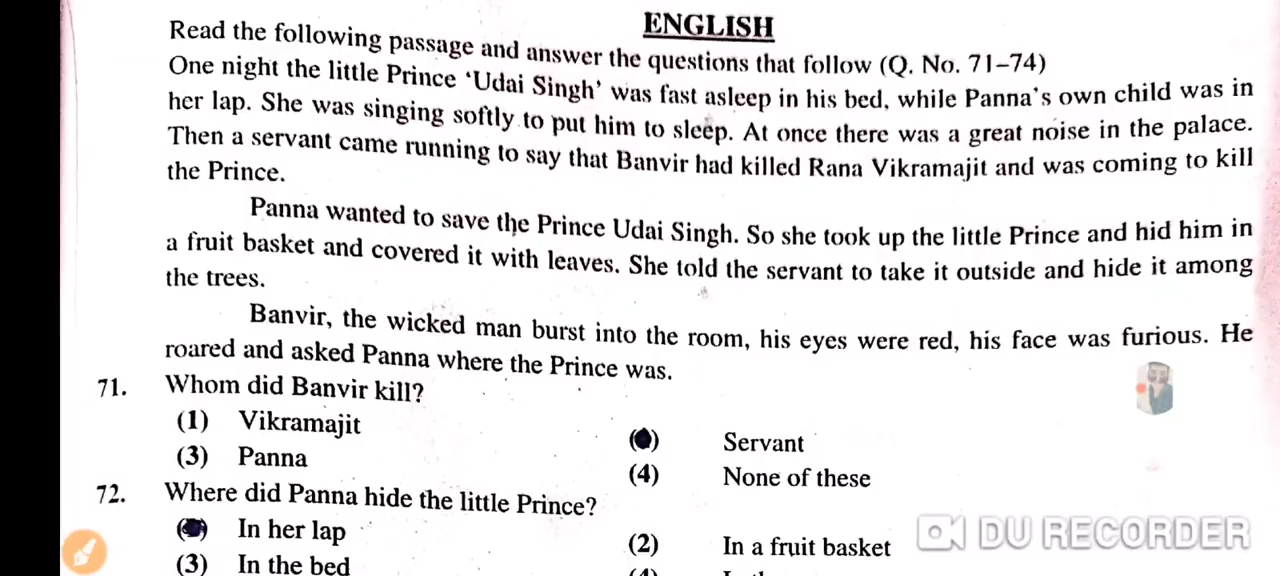 ENGLISH
Read the following passage and answer the questions that follow (Q. No. 71–74)
One night the little Prince 'Udai Singh' was fast asleep in his bed, while Panna's own child was in
her lap. She was singing softly to put him to sleep. At once there was a great noise in the palace.
Then a servant came running to say that Banvir had killed Rana Vikramajit and was coming to kill
the Prince.
Panna wanted to save the Prince Udai Singh. So she took up the little Prince and hid him in
a fruit basket and covered it with leaves. She told the servant to take it outside and hide it among
the trees.
Banvir, the wicked man burst into the room, his eyes were red, his face was furious. He
roared and asked Panna where the Prince was.
71. Whom did Banvir kill?
(1) Vikramajit
( ) Servant
(3) Panna
(4) None of these
72. Where did Panna hide the little Prince?
( ) In her lap
(2) In a fruit basket
(3) In the bed
DU RECORDER